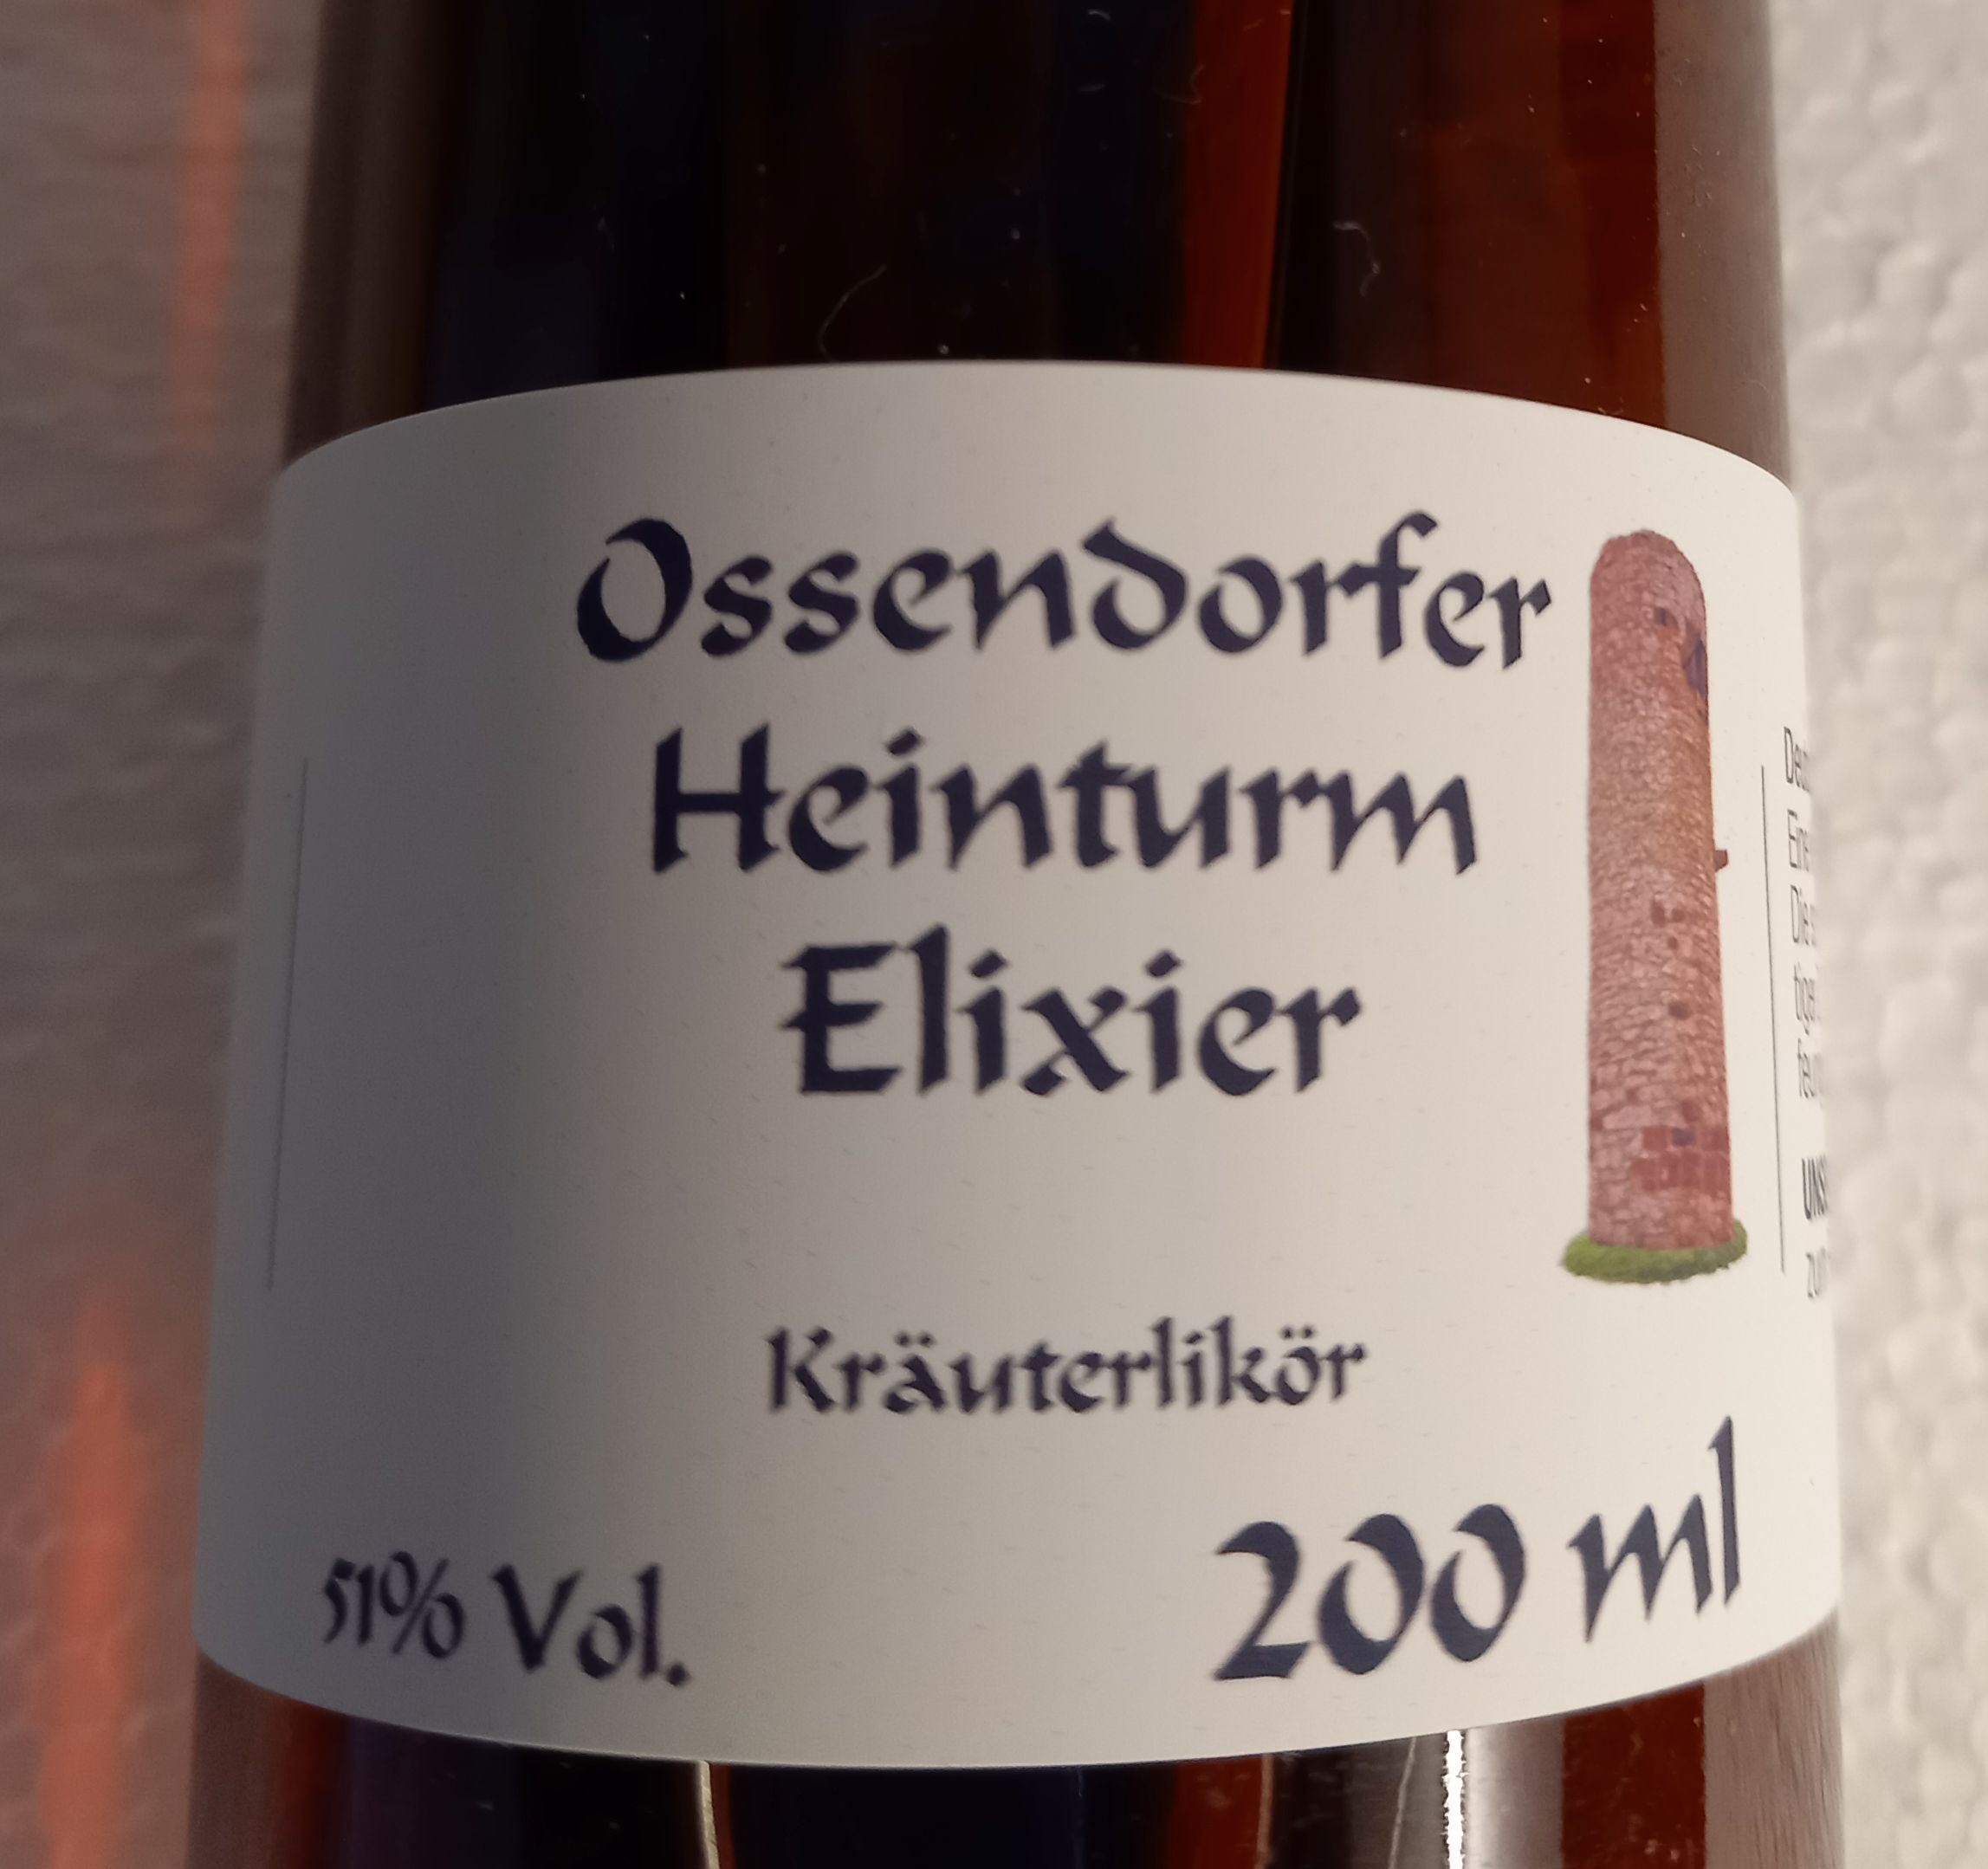 Ossendorfer
Heinturm
Elixier
Kräuterlikör
51% Vol.
200 ml